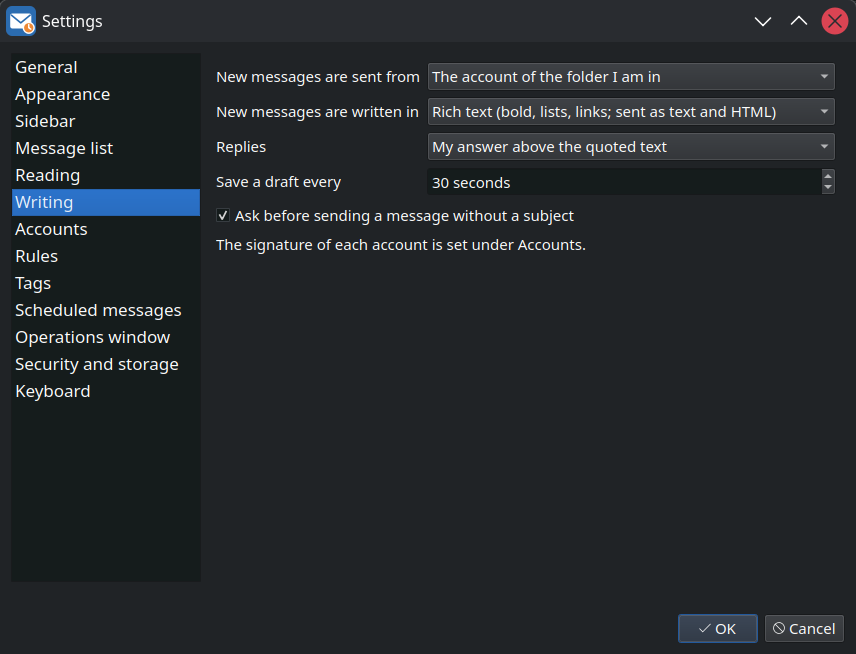 Settings
General
Appearance
Sidebar
Message list
Reading
Writing
Accounts
Rules
Tags
Scheduled messages
Operations window
Security and storage
Keyboard
New messages are sent from The account of the folder I am in
New messages are written in Rich text (bold, lists, links; sent as text and HTML)
Replies My answer above the quoted text
Save a draft every 30 seconds
Ask before sending a message without a subject
The signature of each account is set under Accounts.
OK Cancel